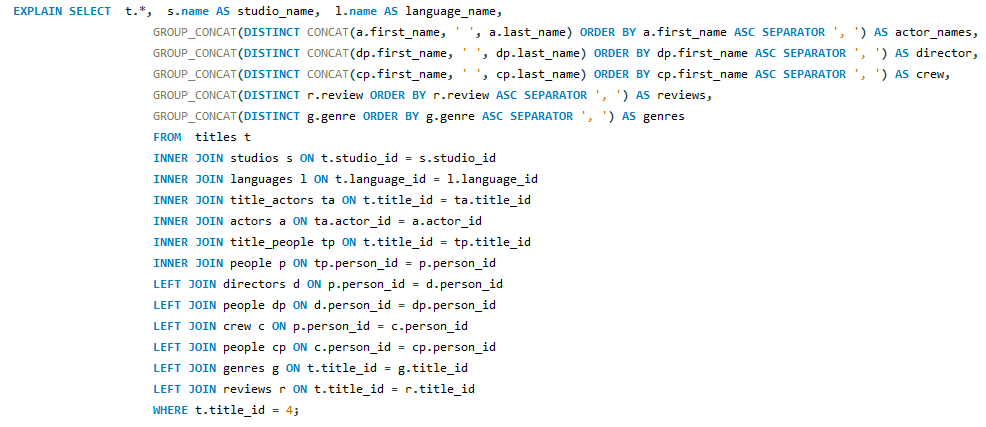 EXPLAIN SELECT t.*, s.name AS studio_name, l.name AS language_name,
GROUP_CONCAT(DISTINCT CONCAT(a.first_name, ' ', a.last_name) ORDER BY a.first_name ASC SEPARATOR ', ') AS actor_names,
GROUP_CONCAT(DISTINCT CONCAT(dp.first_name, ' ', dp.last_name) ORDER BY dp.first_name ASC SEPARATOR ', ') AS director,
GROUP_CONCAT(DISTINCT CONCAT(cp.first_name, ' ', cp.last_name) ORDER BY cp.first_name ASC SEPARATOR ', ') AS crew,
GROUP_CONCAT(DISTINCT r.review ORDER BY r.review ASC SEPARATOR ', ') AS reviews,
GROUP_CONCAT(DISTINCT g.genre ORDER BY g.genre ASC SEPARATOR ', ') AS genres
FROM titles t
INNER JOIN studios s ON t.studio_id = s.studio_id
INNER JOIN languages l ON t.language_id = l.language_id
INNER JOIN title_actors ta ON t.title_id = ta.title_id
INNER JOIN actors a ON ta.actor_id = a.actor_id
INNER JOIN title_people tp ON t.title_id = tp.title_id
INNER JOIN people p ON tp.person_id = p.person_id
LEFT JOIN directors d ON p.person_id = d.person_id
LEFT JOIN people dp ON d.person_id = dp.person_id
LEFT JOIN crew c ON p.person_id = c.person_id
LEFT JOIN people cp ON c.person_id = cp.person_id
LEFT JOIN genres g ON t.title_id = g.title_id
LEFT JOIN reviews r ON t.title_id = r.title_id
WHERE t.title_id = 4;